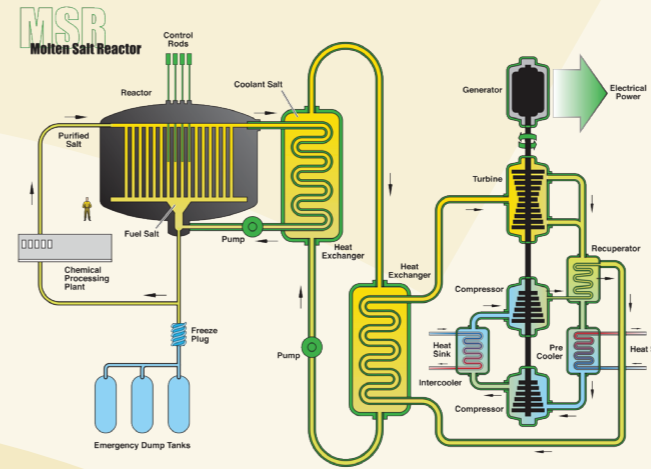 MSR
Molten Salt Reactor
Control
Rods
Reactor
Coolant Salt
Generator
Electrical
Power
Purified
Salt
Turbine
Fuel Salt
Pump
Heat
Exchanger
Recuperator
Heat
Exchanger
Chemical
Processing
Plant
Compressor
Freeze
Plug
Pump
Heat
Sink
Pre
Cooler
Heat
Intercooler
Compressor
Emergency Dump Tanks